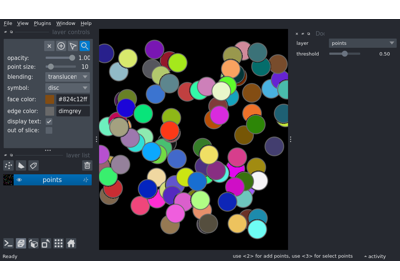 File View Plugins Window Help
layer controls
opacity: 1.00
point size: 10
blending: translucen
symbol: disc
face color: #824c12ff
edge color: dimgrey
display text:
out of slice:
layer list
points
Do
layer points
threshold 0.50
Ready
use <2> for add points, use <3> for select points
activity